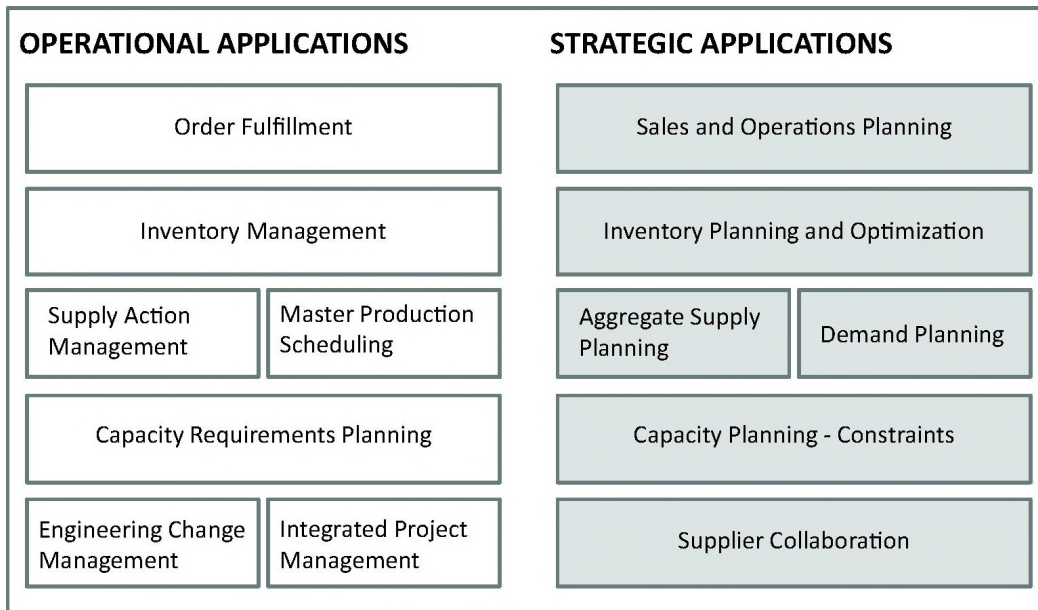 OPERATIONAL APPLICATIONS
Order Fulfillment
Inventory Management
Supply Action
Management
Master Production
Scheduling
Capacity Requirements Planning
Engineering Change
Management
Integrated Project
Management
STRATEGIC APPLICATIONS
Sales and Operations Planning
Inventory Planning and Optimization
Aggregate Supply
Planning
Demand Planning
Capacity Planning - Constraints
Supplier Collaboration